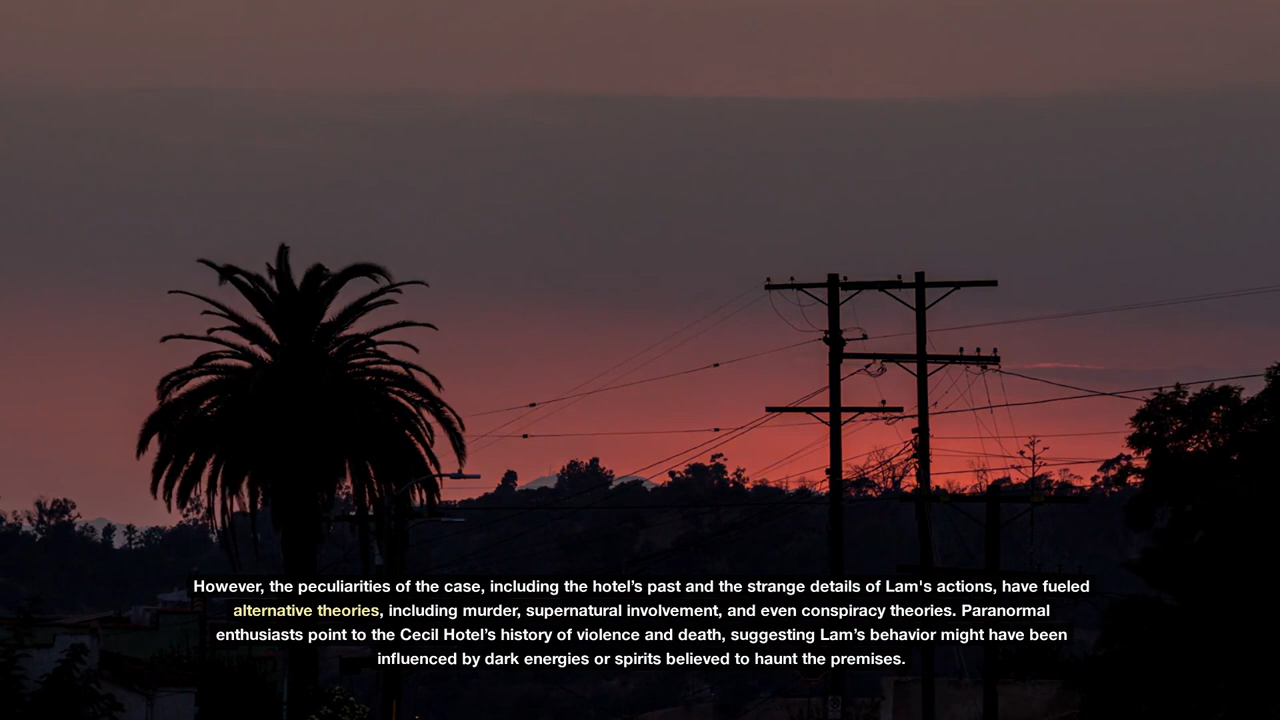 However, the peculiarities of the case, including the hotel’s past and the strange details of Lam's actions, have fueled
alternative theories, including murder, supernatural involvement, and even conspiracy theories. Paranormal
enthusiasts point to the Cecil Hotel’s history of violence and death, suggesting Lam’s behavior might have been
influenced by dark energies or spirits believed to haunt the premises.